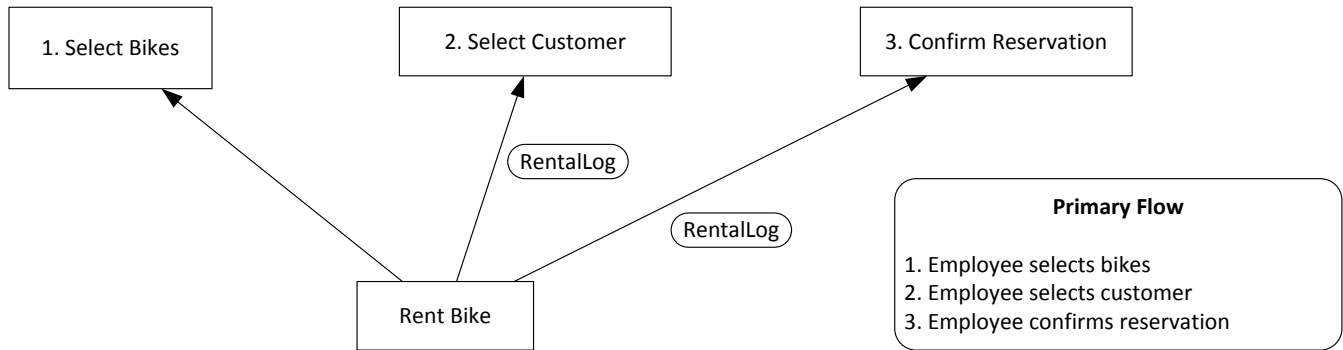 1. Select Bikes
2. Select Customer
3. Confirm Reservation
RentalLog
RentalLog
Rent Bike
Primary Flow
1. Employee selects bikes
2. Employee selects customer
3. Employee confirms reservation